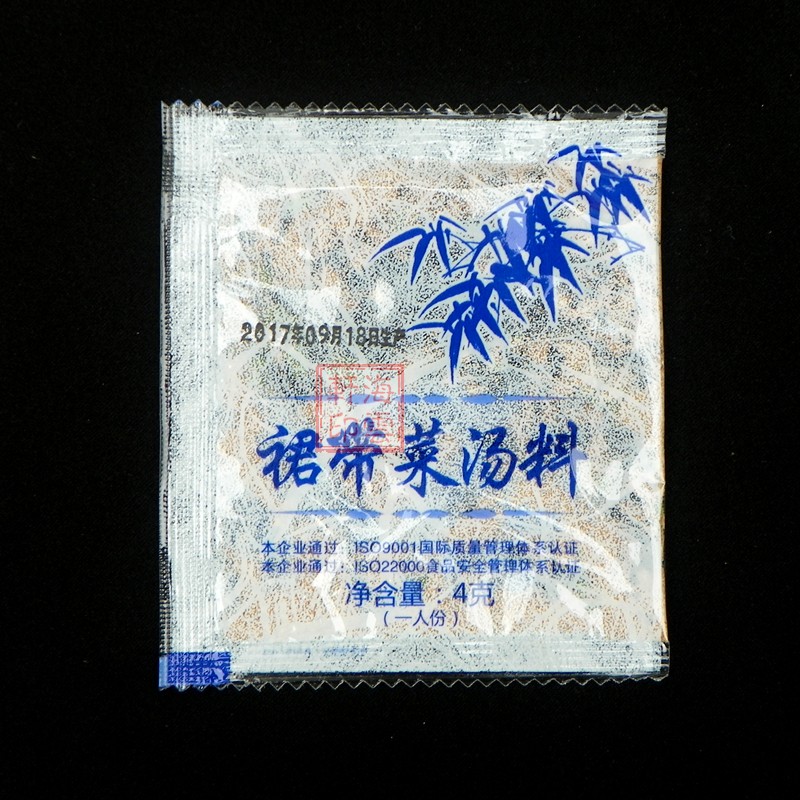 2017年09月18日生产
裙带菜汤料
本企业通过：ISO9001国际质量管理体系认证
本企业通过：ISO22000食品安全管理体系认证
净含量：4克
（一人份）